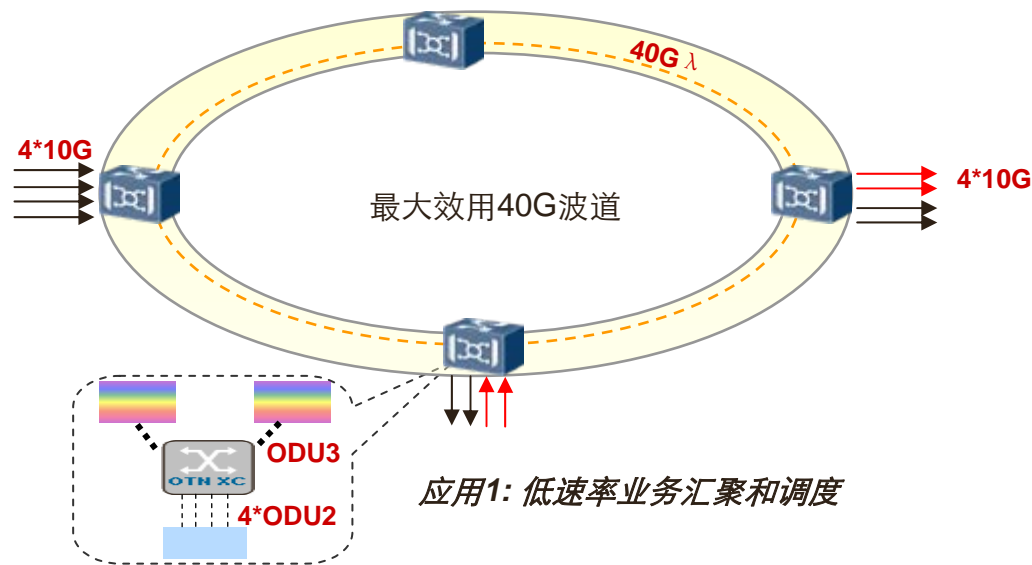 40G λ
4*10G
4*10G
最大效用40G波道
ODU3
OTN XC
4*ODU2
应用1: 低速率业务汇聚和调度